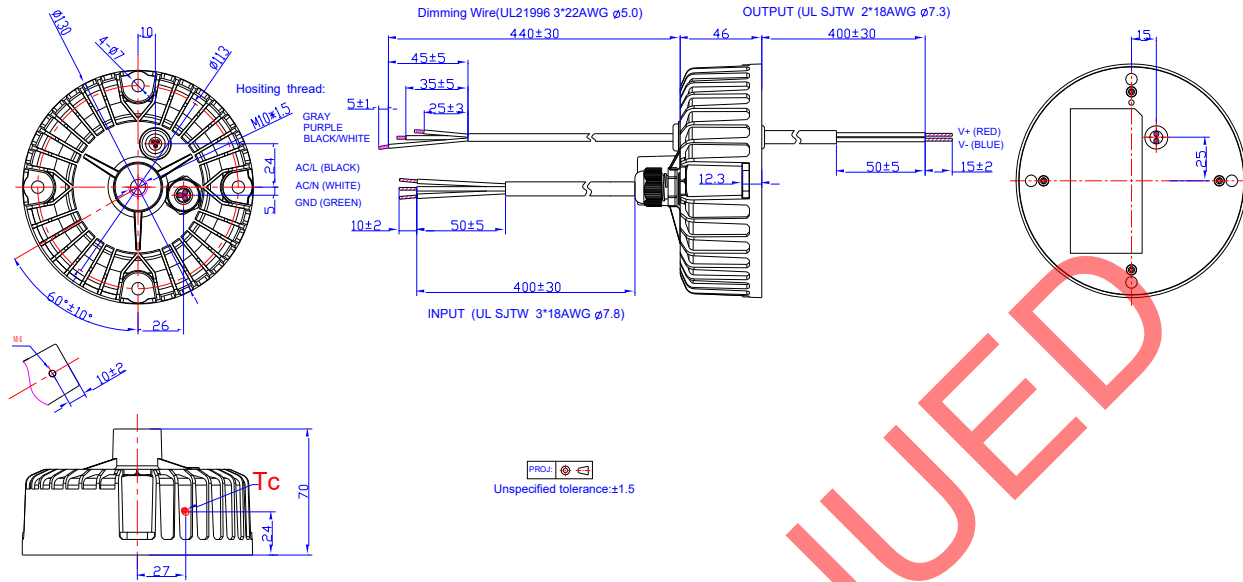 Dimming Wire(UL21996 3*22AWG ø5.0)
OUTPUT (UL SJTW 2*18AWG ø7.3)
ø130
4-ø7
10
ø113
Hositing thread:
M10*1.5
24
5
60°±10°
26
440±30
46
400±30
45±5
35±5
5±1
25±3
GRAY
PURPLE
BLACK/WHITE
AC/L (BLACK)
AC/N (WHITE)
GND (GREEN)
10±2
50±5
400±30
INPUT (UL SJTW 3*18AWG ø7.8)
12.3
V+ (RED)
V- (BLUE)
50±5
15±2
15
25
M4
10±2
Tc
70
24
27
PROJ:
Unspecified tolerance:±1.5
UED